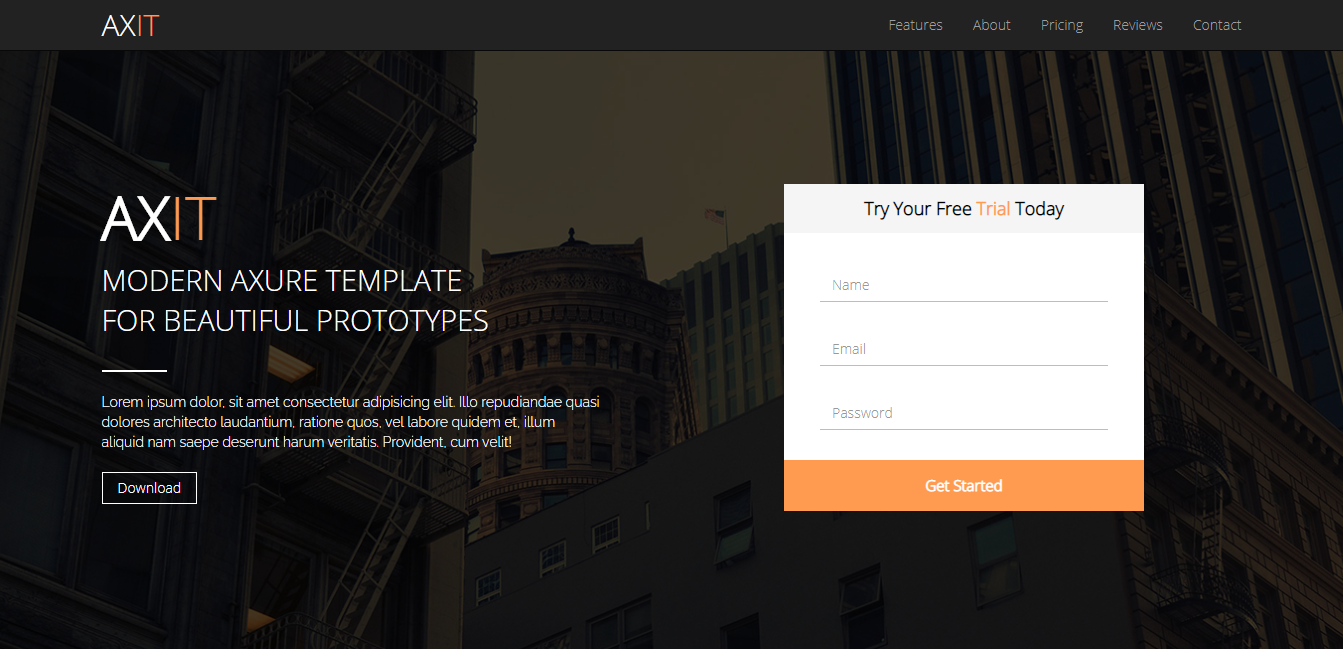 AXIT
Features About Pricing Reviews Contact
AXIT
MODERN AXURE TEMPLATE
FOR BEAUTIFUL PROTOTYPES
Lorem ipsum dolor, sit amet consectetur adipisicing elit. Illo repudiandae quasi
dolores architecto laudantium, ratione quos, vel labore quidem et, illum
aliquid nam saepe deserunt harum veritatis. Provident, cum velit!
Download
Try Your Free Trial Today
Name
Email
Password
Get Started